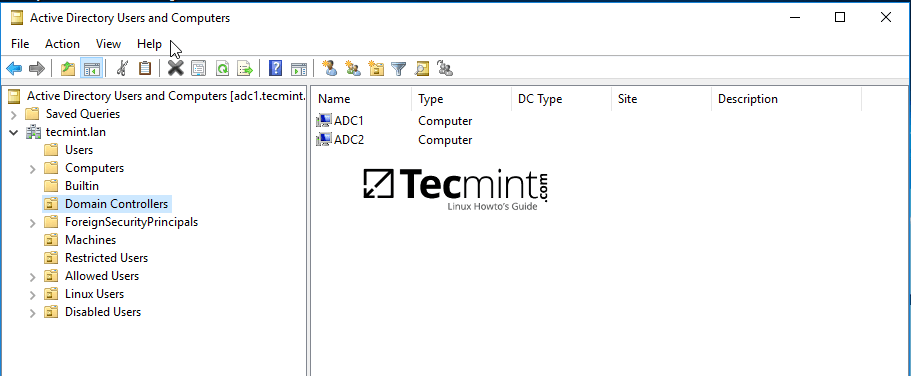 Active Directory Users and Computers
File Action View Help
Active Directory Users and Computers [adc1.tecmint.
Saved Queries
tecmint.lan
Users
Computers
Builtin
Domain Controllers
ForeignSecurityPrincipals
Machines
Restricted Users
Allowed Users
Linux Users
Disabled Users
Name Type DC Type Site Description
ADC1 Computer
ADC2 Computer
Tecmint.com
Linux Howto's Guide